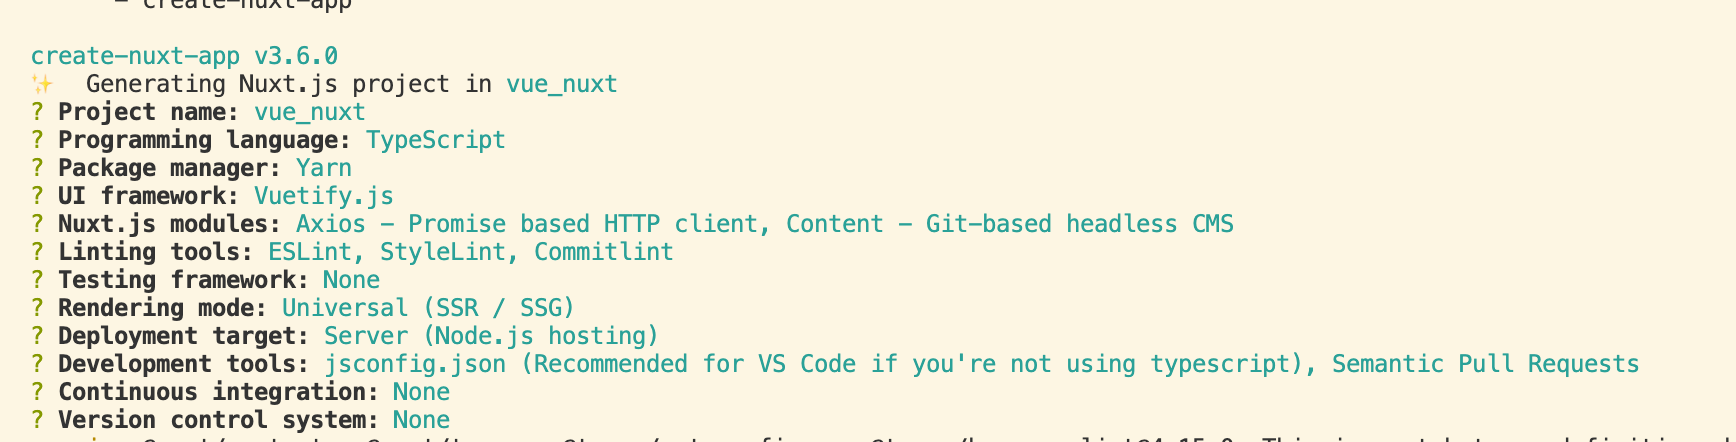 – create-nuxt-app
create-nuxt-app v3.6.0
✨ Generating Nuxt.js project in vue_nuxt
? Project name: vue_nuxt
? Programming language: TypeScript
? Package manager: Yarn
? UI framework: Vuetify.js
? Nuxt.js modules: Axios – Promise based HTTP client, Content – Git-based headless CMS
? Linting tools: ESLint, StyleLint, Commitlint
? Testing framework: None
? Rendering mode: Universal (SSR / SSG)
? Deployment target: Server (Node.js hosting)
? Development tools: jsconfig.json (Recommended for VS Code if you're not using typescript), Semantic Pull Requests
? Continuous integration: None
? Version control system: None